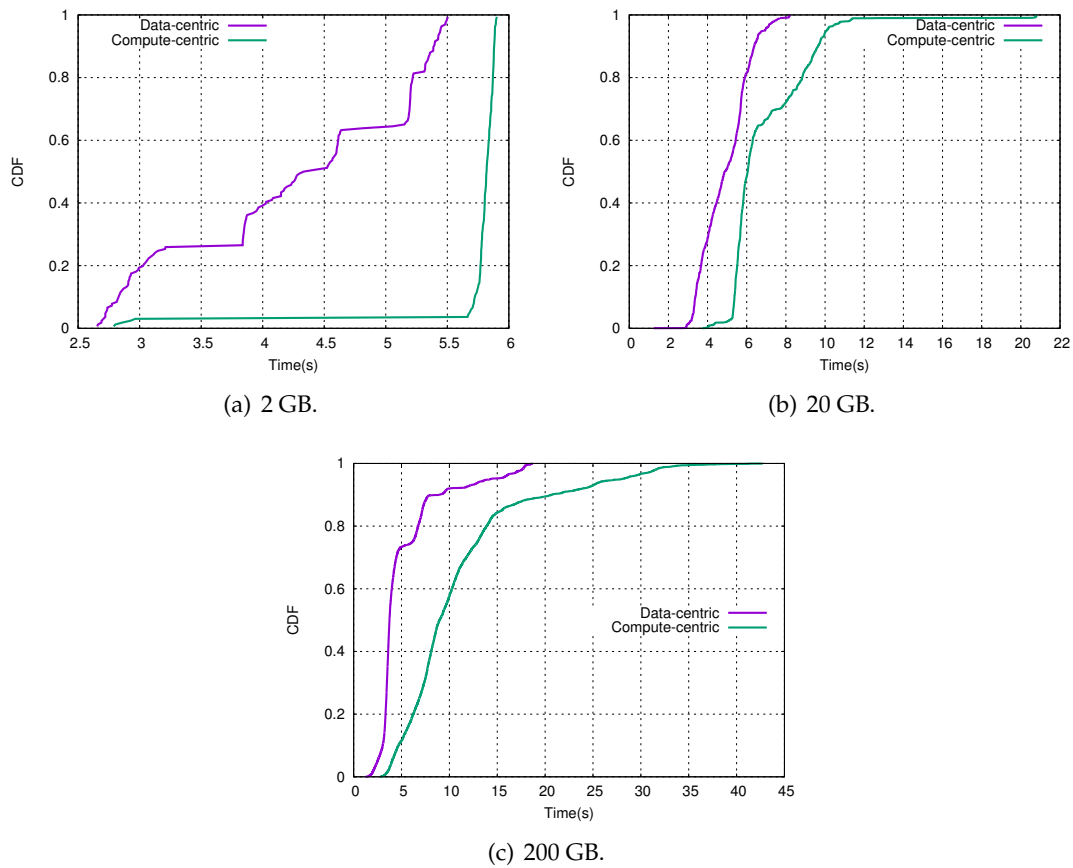 1
0.8
0.6
0.4
0.2
0
CDF
Data-centric
Compute-centric
2.5 3 3.5 4 4.5 5 5.5 6
Time(s)
(a) 2 GB.
1
0.8
0.6
0.4
0.2
0
CDF
Data-centric
Compute-centric
0 2 4 6 8 10 12 14 16 18 20 22
Time(s)
(b) 20 GB.
1
0.8
0.6
0.4
0.2
0
CDF
Data-centric
Compute-centric
0 5 10 15 20 25 30 35 40 45
Time(s)
(c) 200 GB.